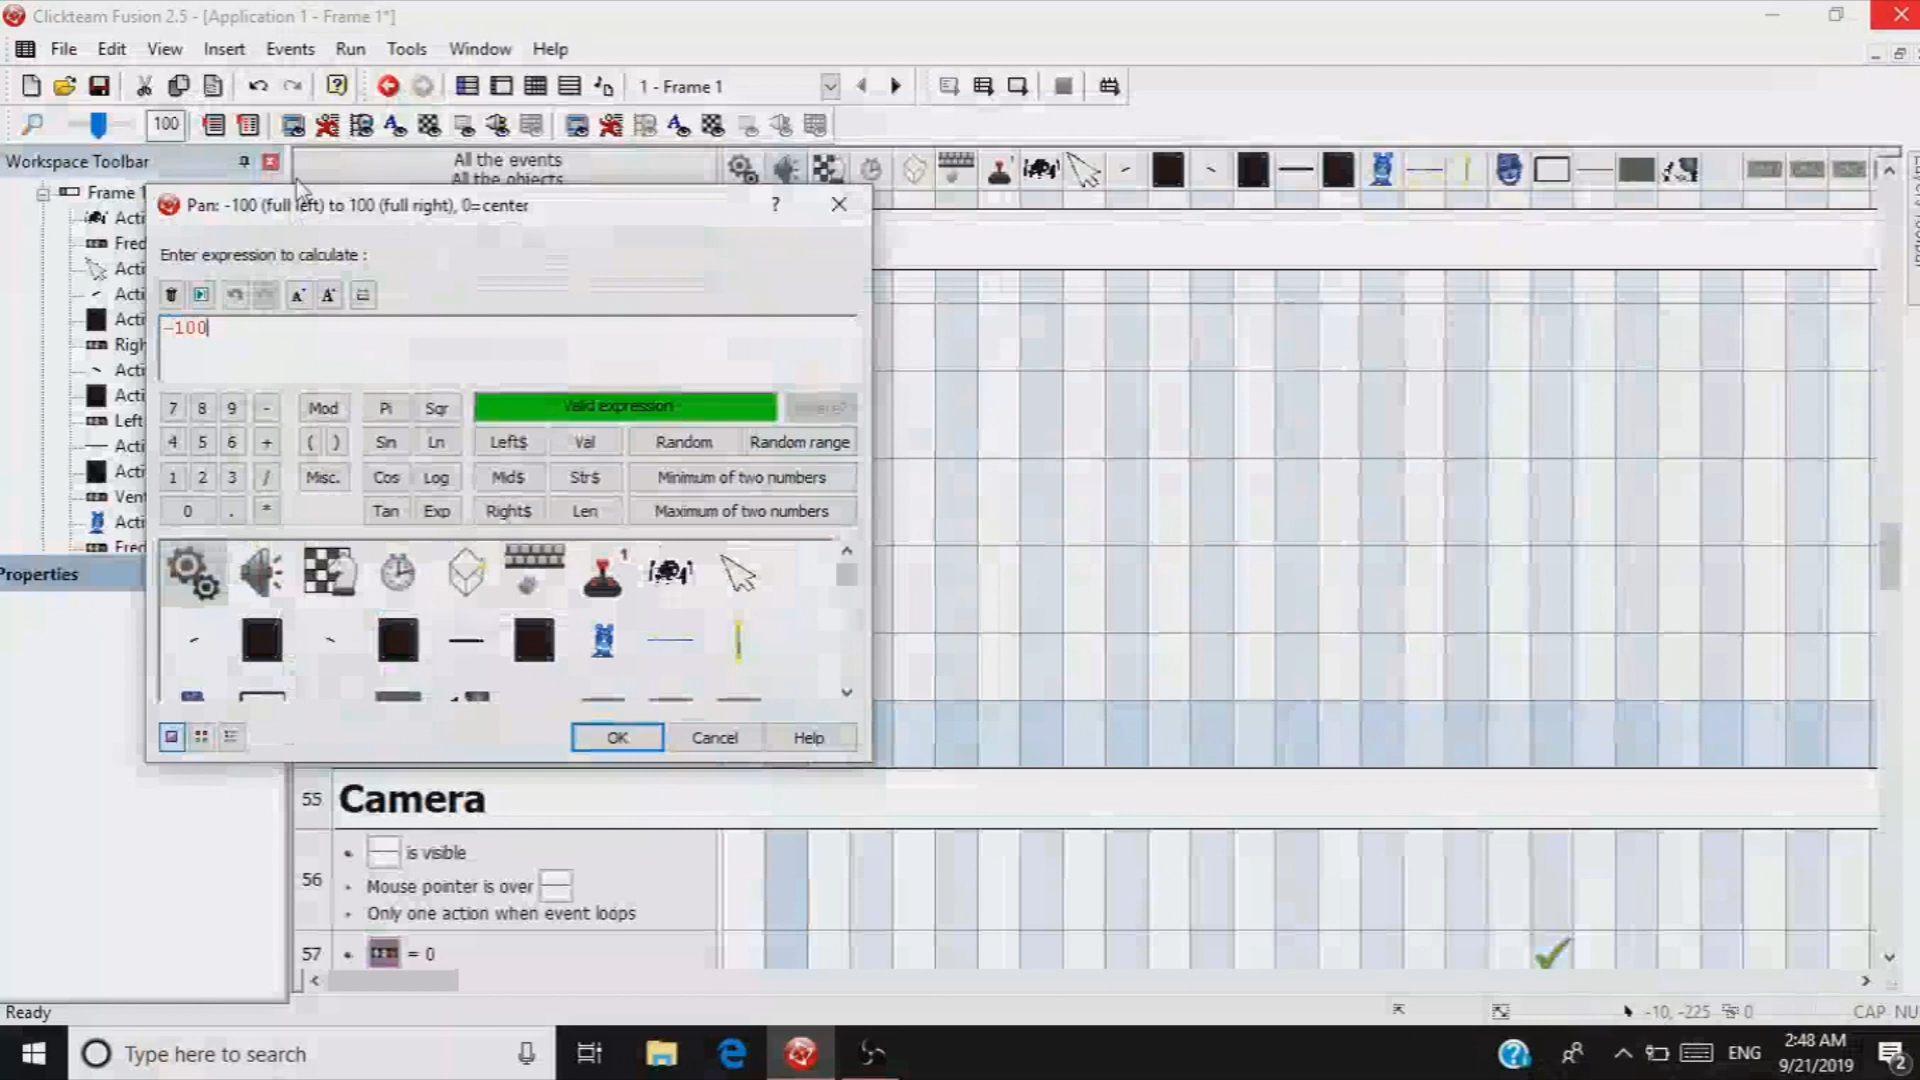 Clickteam Fusion 2.5 - [Application 1 - Frame 1*]
File Edit View Insert Events Run Tools Window Help
1 - Frame 1
100
Workspace Toolbar
All the events
All the objects
Frame 1
Acti
Fred
Acti
Acti
Acti
Righ
Acti
Acti
Left
Acti
Acti
Vent
Acti
Fred
Properties
Pan: -100 (full left) to 100 (full right), 0=center
?
Enter expression to calculate :
-100
7 8 9 - Mod Pi Sqr Valid expression
4 5 6 + ( ) Sin Ln Left$ Val Random Random range
1 2 3 / Misc. Cos Log Mid$ Str$ Minimum of two numbers
0 . * Tan Exp Right$ Len Maximum of two numbers
1
OK Cancel Help
55 Camera
56
is visible
Mouse pointer is over
Only one action when event loops
57 = 0
Ready
-10, -225 0 CAP NU
Type here to search
ENG
2:48 AM
9/21/2019
2